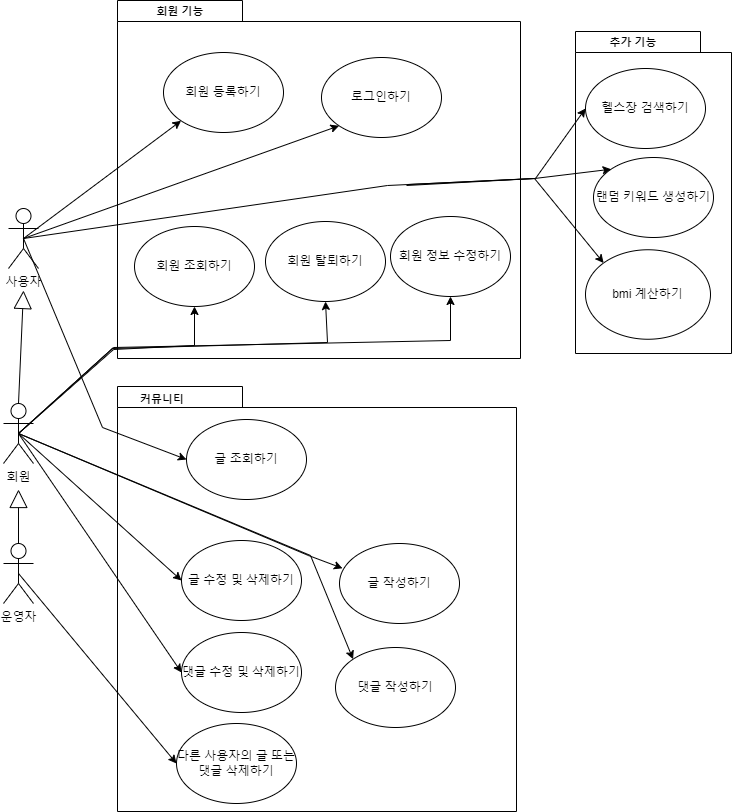 회원 기능
추가 기능
회원 등록하기
로그인하기
헬스장 검색하기
랜덤 키워드 생성하기
사용자
회원 조회하기
회원 탈퇴하기
회원 정보 수정하기
bmi 계산하기
커뮤니티
회원
글 조회하기
글 수정 및 삭제하기
글 작성하기
운영자
댓글 수정 및 삭제하기
댓글 작성하기
다른 사용자의 글 또는
댓글 삭제하기